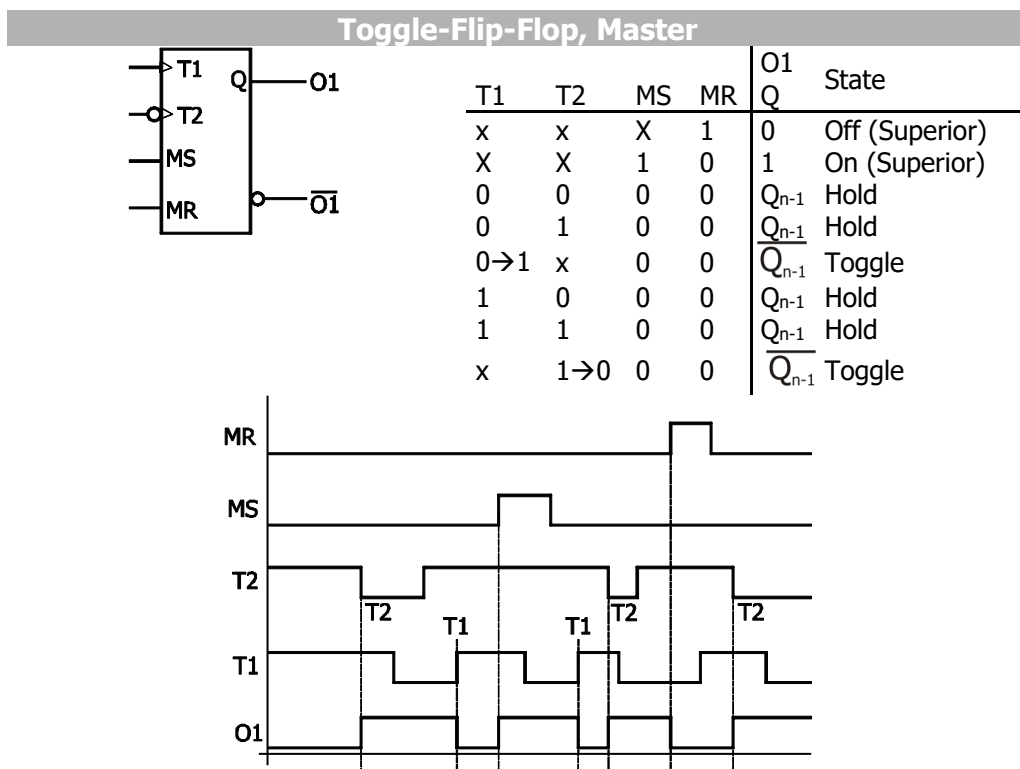 Toggle-Flip-Flop, Master
T1
T2
MS
MR
Q
O1
O1
T1 T2 MS MR O1 Q State
x x X 1 0 Off (Superior)
X X 1 0 1 On (Superior)
0 0 0 0 Qn-1 Hold
0 1 0 0 Qn-1 Hold
0→1 x 0 0 Qn-1 Toggle
1 0 0 0 Qn-1 Hold
1 1 0 0 Qn-1 Hold
x 1→0 0 0 Qn-1 Toggle
MR
MS
T2
T2 T1 T1 T2 T2
T1
O1